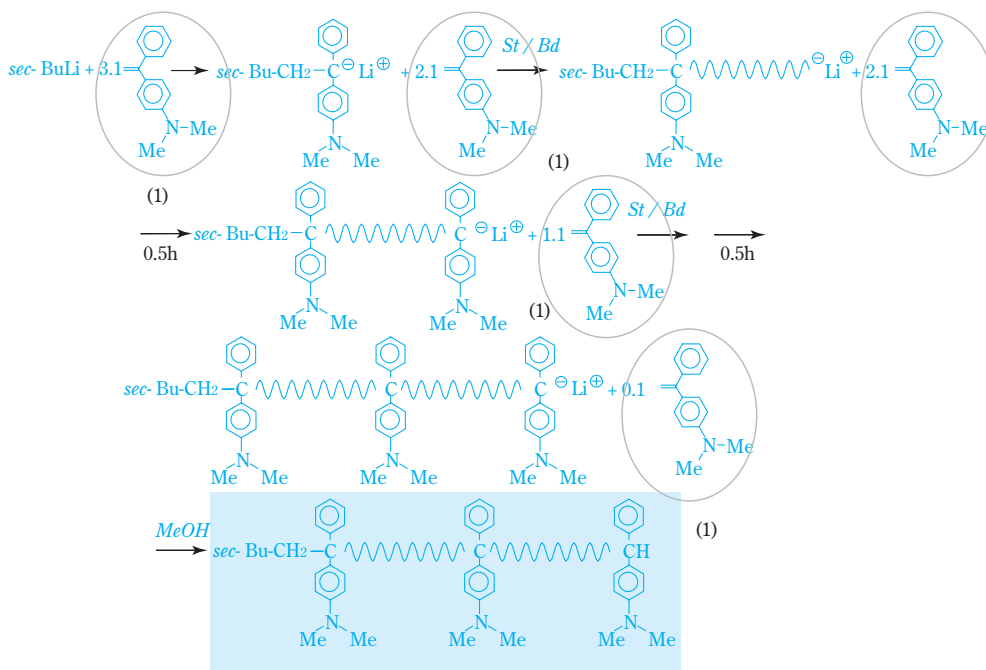 sec- BuLi + 3.1
N-Me
Me
(1)
sec- Bu-CH2 – C ⊖ Li⊕ + 2.1
N
Me Me
N-Me
Me
St / Bd
(1)
sec- Bu-CH2 – C ⊖Li⊕ + 2.1
N
Me Me
N-Me
Me
0.5h
sec- Bu-CH2 – C C ⊖Li⊕ + 1.1
N
Me Me
N
Me Me
N-Me
Me
(1)
St / Bd
0.5h
sec- Bu-CH2 – C C C ⊖Li⊕ + 0.1
N
Me Me
N
Me Me
N
Me Me
N-Me
Me
(1)
MeOH
sec- Bu-CH2 – C C CH
N
Me Me
N
Me Me
N
Me Me